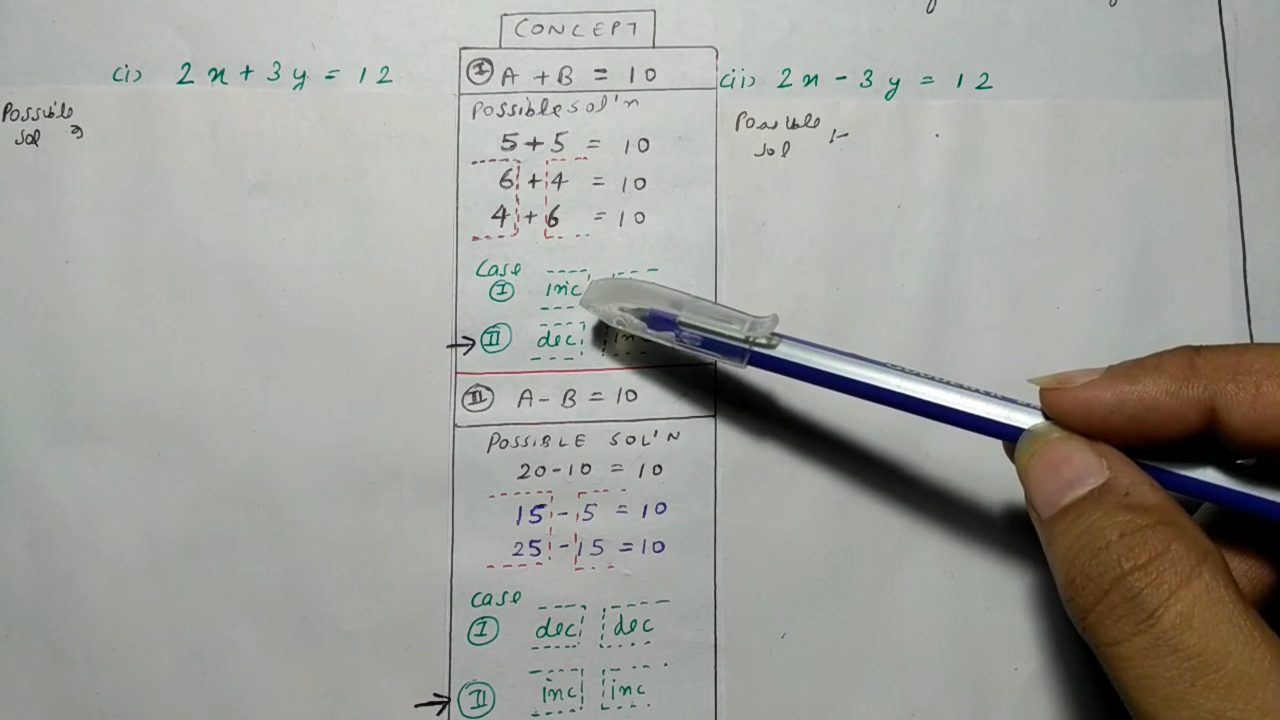 CONCEPT
(i) 2x + 3y = 12
Possible
sol
Ⓘ A + B = 10
Possible sol'n
5 + 5 = 10
6 + 4 = 10
4 + 6 = 10
Case
Ⓘ inc
Ⓘⓘ dec inc
Ⓘⓘ A - B = 10
POSSIBLE SOL'N
20 - 10 = 10
15 - 5 = 10
25 - 15 = 10
Case
Ⓘ dec dec
Ⓘⓘ inc inc
(ii) 2x - 3y = 12
Possible
sol :-